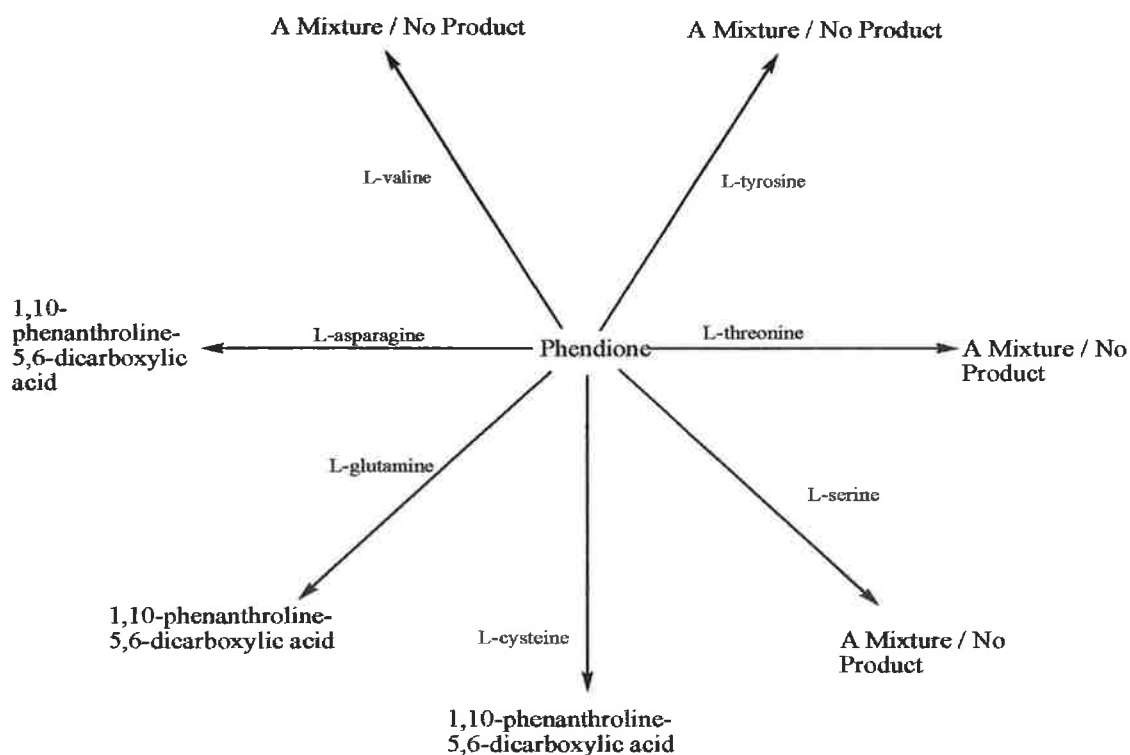 A Mixture / No Product
A Mixture / No Product
L-valine
L-tyrosine
1,10-
phenanthroline-
5,6-dicarboxylic
acid
L-asparagine
Phendione
L-threonine
A Mixture / No
Product
L-glutamine
L-serine
1,10-phenanthroline-
5,6-dicarboxylic acid
L-cysteine
A Mixture / No
Product
1,10-phenanthroline-
5,6-dicarboxylic acid